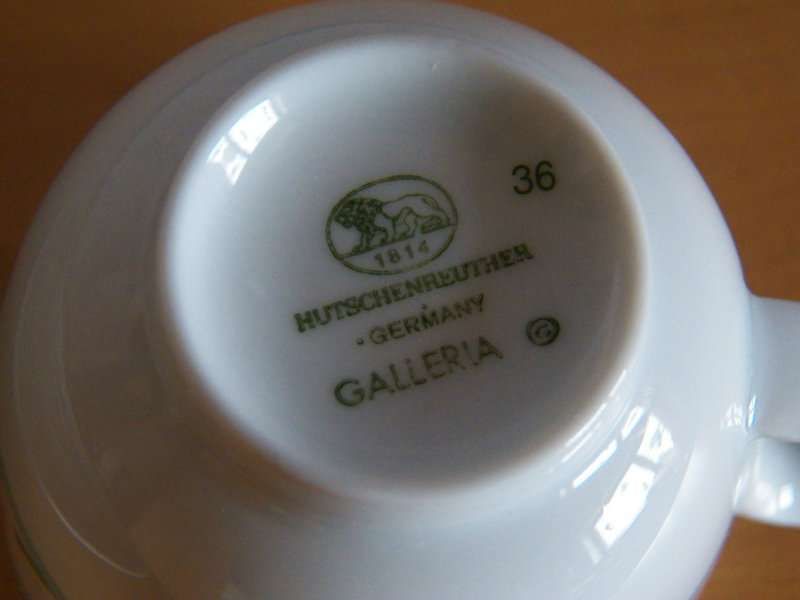 36
1814
HUTSCHENREUTHER
GERMANY
GALLERIA ©